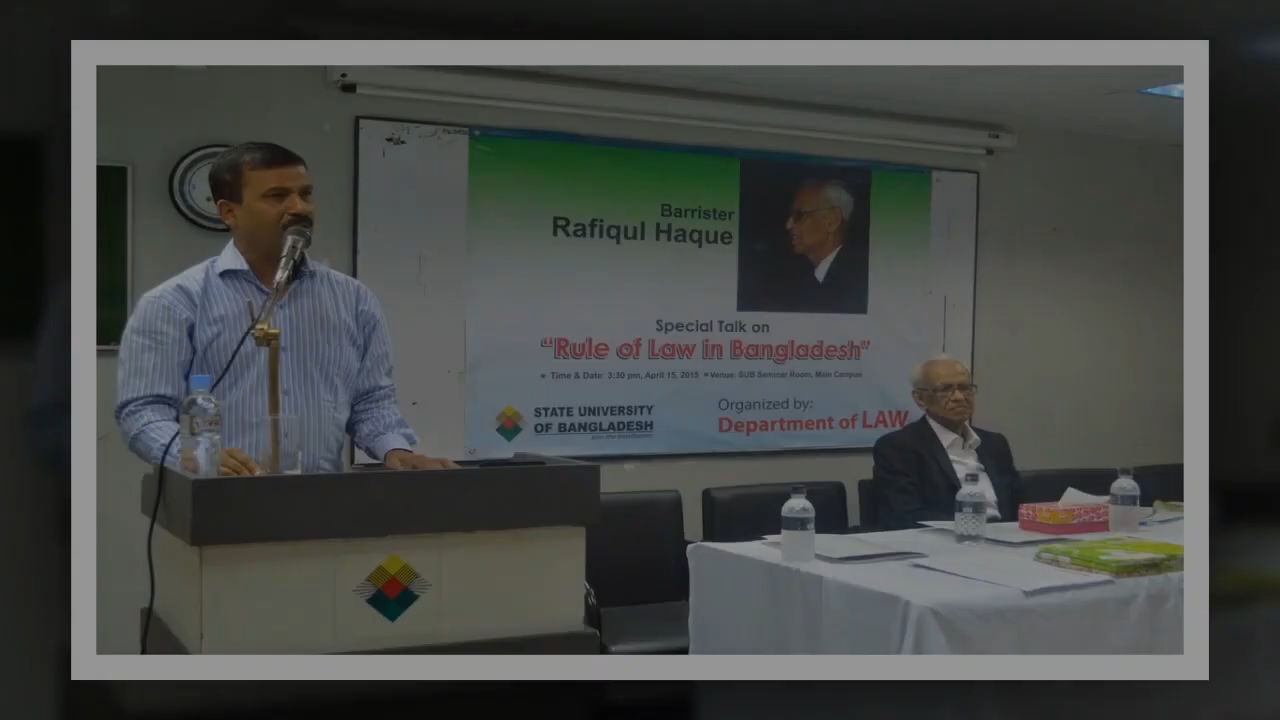 Barrister
Rafiqul Haque
Special Talk on
“Rule of Law in Bangladesh”
Time & Date: 3:30 pm, April 15, 2015 Venue: SUB Seminar Room, Main Campus
STATE UNIVERSITY
OF BANGLADESH
Organized by:
Department of LAW